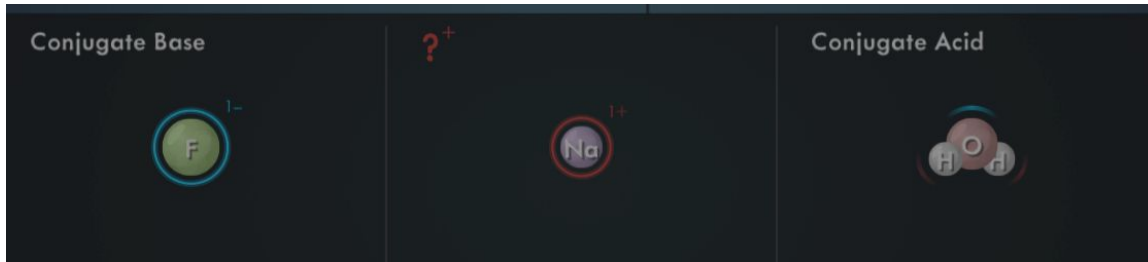 Conjugate Base
?+
Conjugate Acid
1-
F
1+
Na
O
H
H